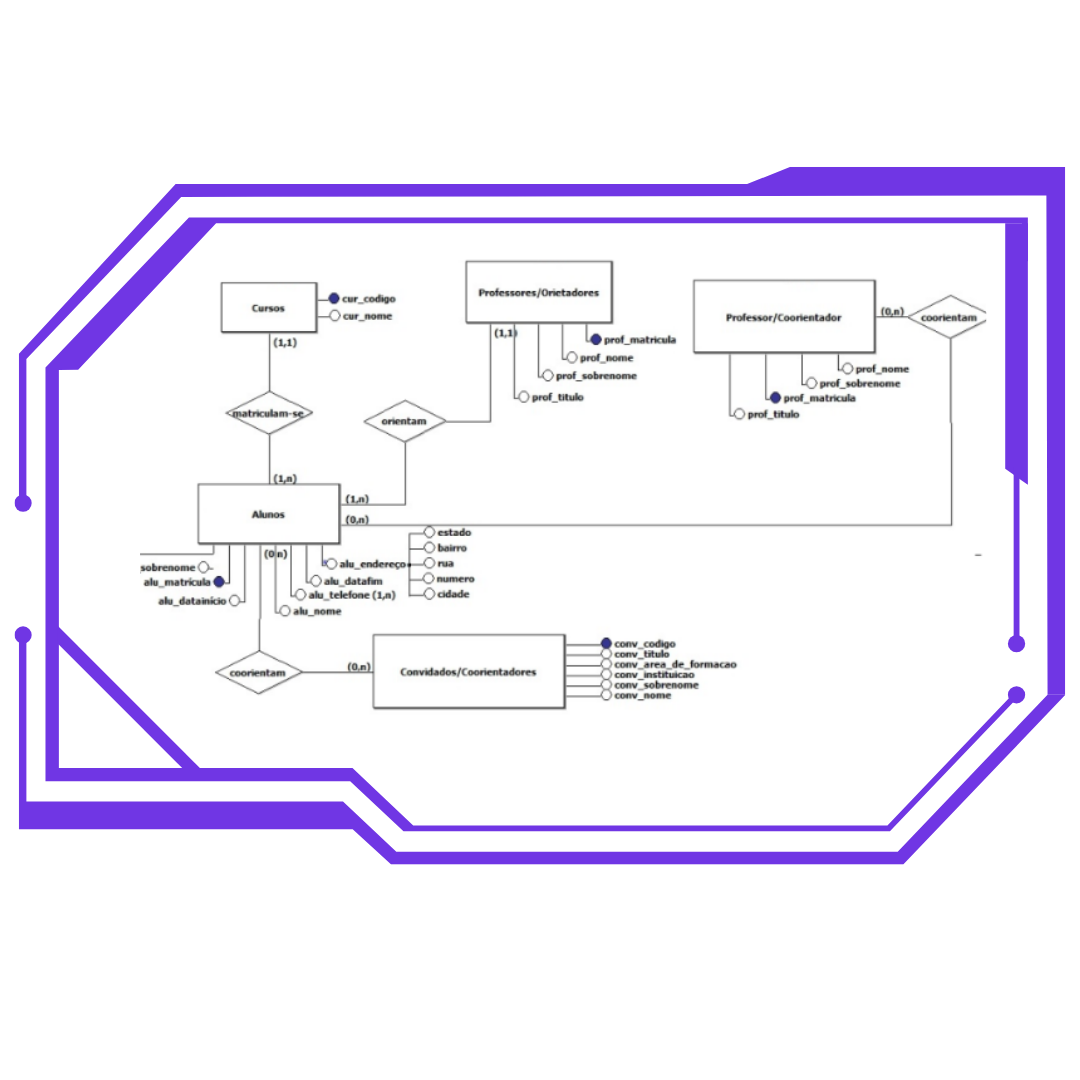 Cursos
cur_codigo
cur_nome
(1,1)
matriculam-se
(1,n)
Professores/Orietadores
(1,1)
prof_matricula
prof_nome
prof_sobrenome
prof_titulo
orientam
Professor/Coorientador
(0,n)
coorientam
prof_nome
prof_sobrenome
prof_matricula
prof_titulo
Alunos
(1,n)
(0,n)
(0,n)
sobrenome
alu_matrícula
alu_datainício
alu_endereço
alu_datafim
alu_telefone (1,n)
alu_nome
estado
bairro
rua
numero
cidade
coorientam
(0,n)
Convidados/Coorientadores
conv_codigo
conv_titulo
conv_area_de_formacao
conv_instituicao
conv_sobrenome
conv_nome